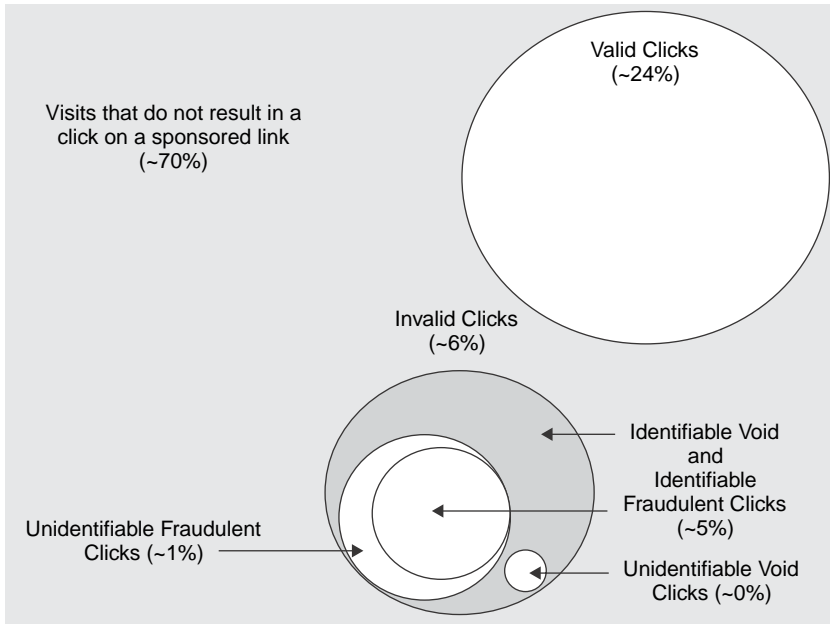 Valid Clicks
(~24%)
Visits that do not result in a
click on a sponsored link
(~70%)
Invalid Clicks
(~6%)
Identifiable Void
and
Identifiable
Fraudulent Clicks
(~5%)
Unidentifiable Fraudulent
Clicks (~1%)
Unidentifiable Void
Clicks (~0%)